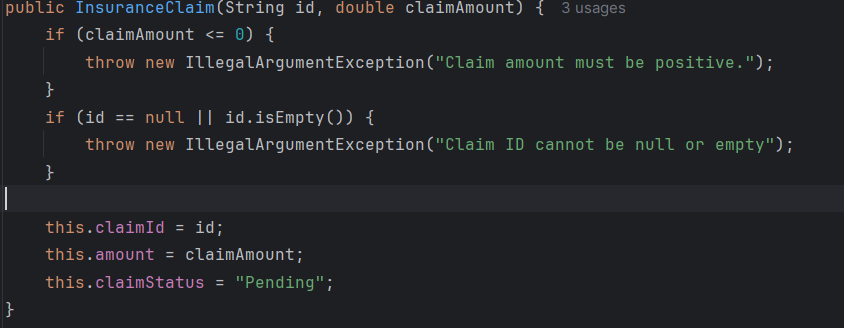 public InsuranceClaim(String id, double claimAmount) {  3 usages
    if (claimAmount <= 0) {
        throw new IllegalArgumentException("Claim amount must be positive.");
    }
    if (id == null || id.isEmpty()) {
        throw new IllegalArgumentException("Claim ID cannot be null or empty");
    }
    this.claimId = id;
    this.amount = claimAmount;
    this.claimStatus = "Pending";
}